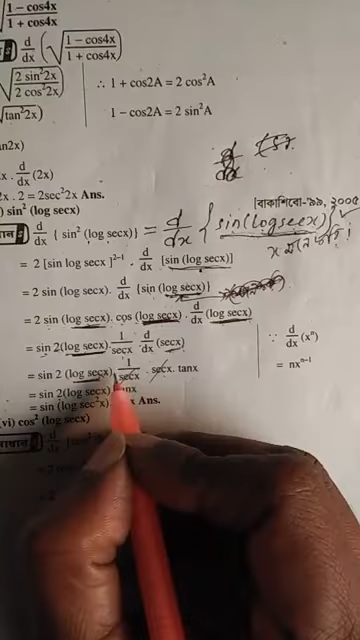 √(1 − cos4x / 1 + cos4x)
d/dx (√(1 − cos4x / 1 + cos4x))
√(2 sin²2x / 2 cos²2x)
∴ 1 + cos2A = 2 cos²A
√tan²2x)
1 − cos2A = 2 sin²A
an2x)
x · d/dx (2x)
2x . 2 = 2sec²2x Ans.
) sin² (log secx)
[বাকাশিবো-'৯৯, ২০০৫
d/dx { sin² (log secx)} = d/dx { sin(logsecx)}
= 2 [sin(log secx ]²⁻¹ · d/dx [sin(log secx)]
= 2 sin(log secx). d/dx {sin(log secx)}
= 2 sin(log secx). cos (log secx) · d/dx (log secx)
= sin 2(log secx) 1/secx · d/dx (secx)
∵ d/dx (xⁿ)
= sin 2 (log secx) 1/secx . secx. tanx
= nxⁿ⁻¹
= sin 2(log secx) tanx
= sin (log sec²x) Ans.
(vi) cos² (log secx)